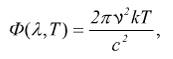 Φ(λ,T) = 2πν²kT / c²,